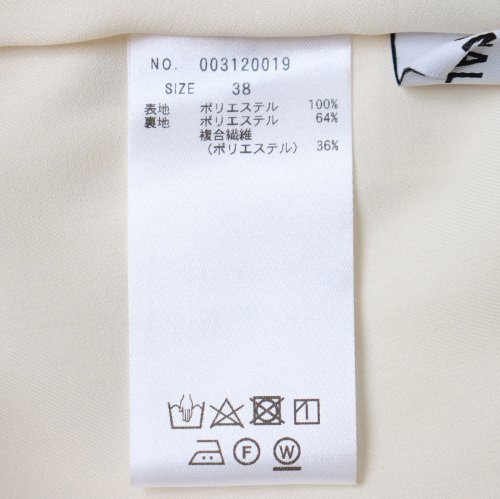 NO. 003120019
SIZE 38
表地 ポリエステル 100%
裏地 ポリエステル 64%
複合繊維
(ポリエステル) 36%
CAL
F W